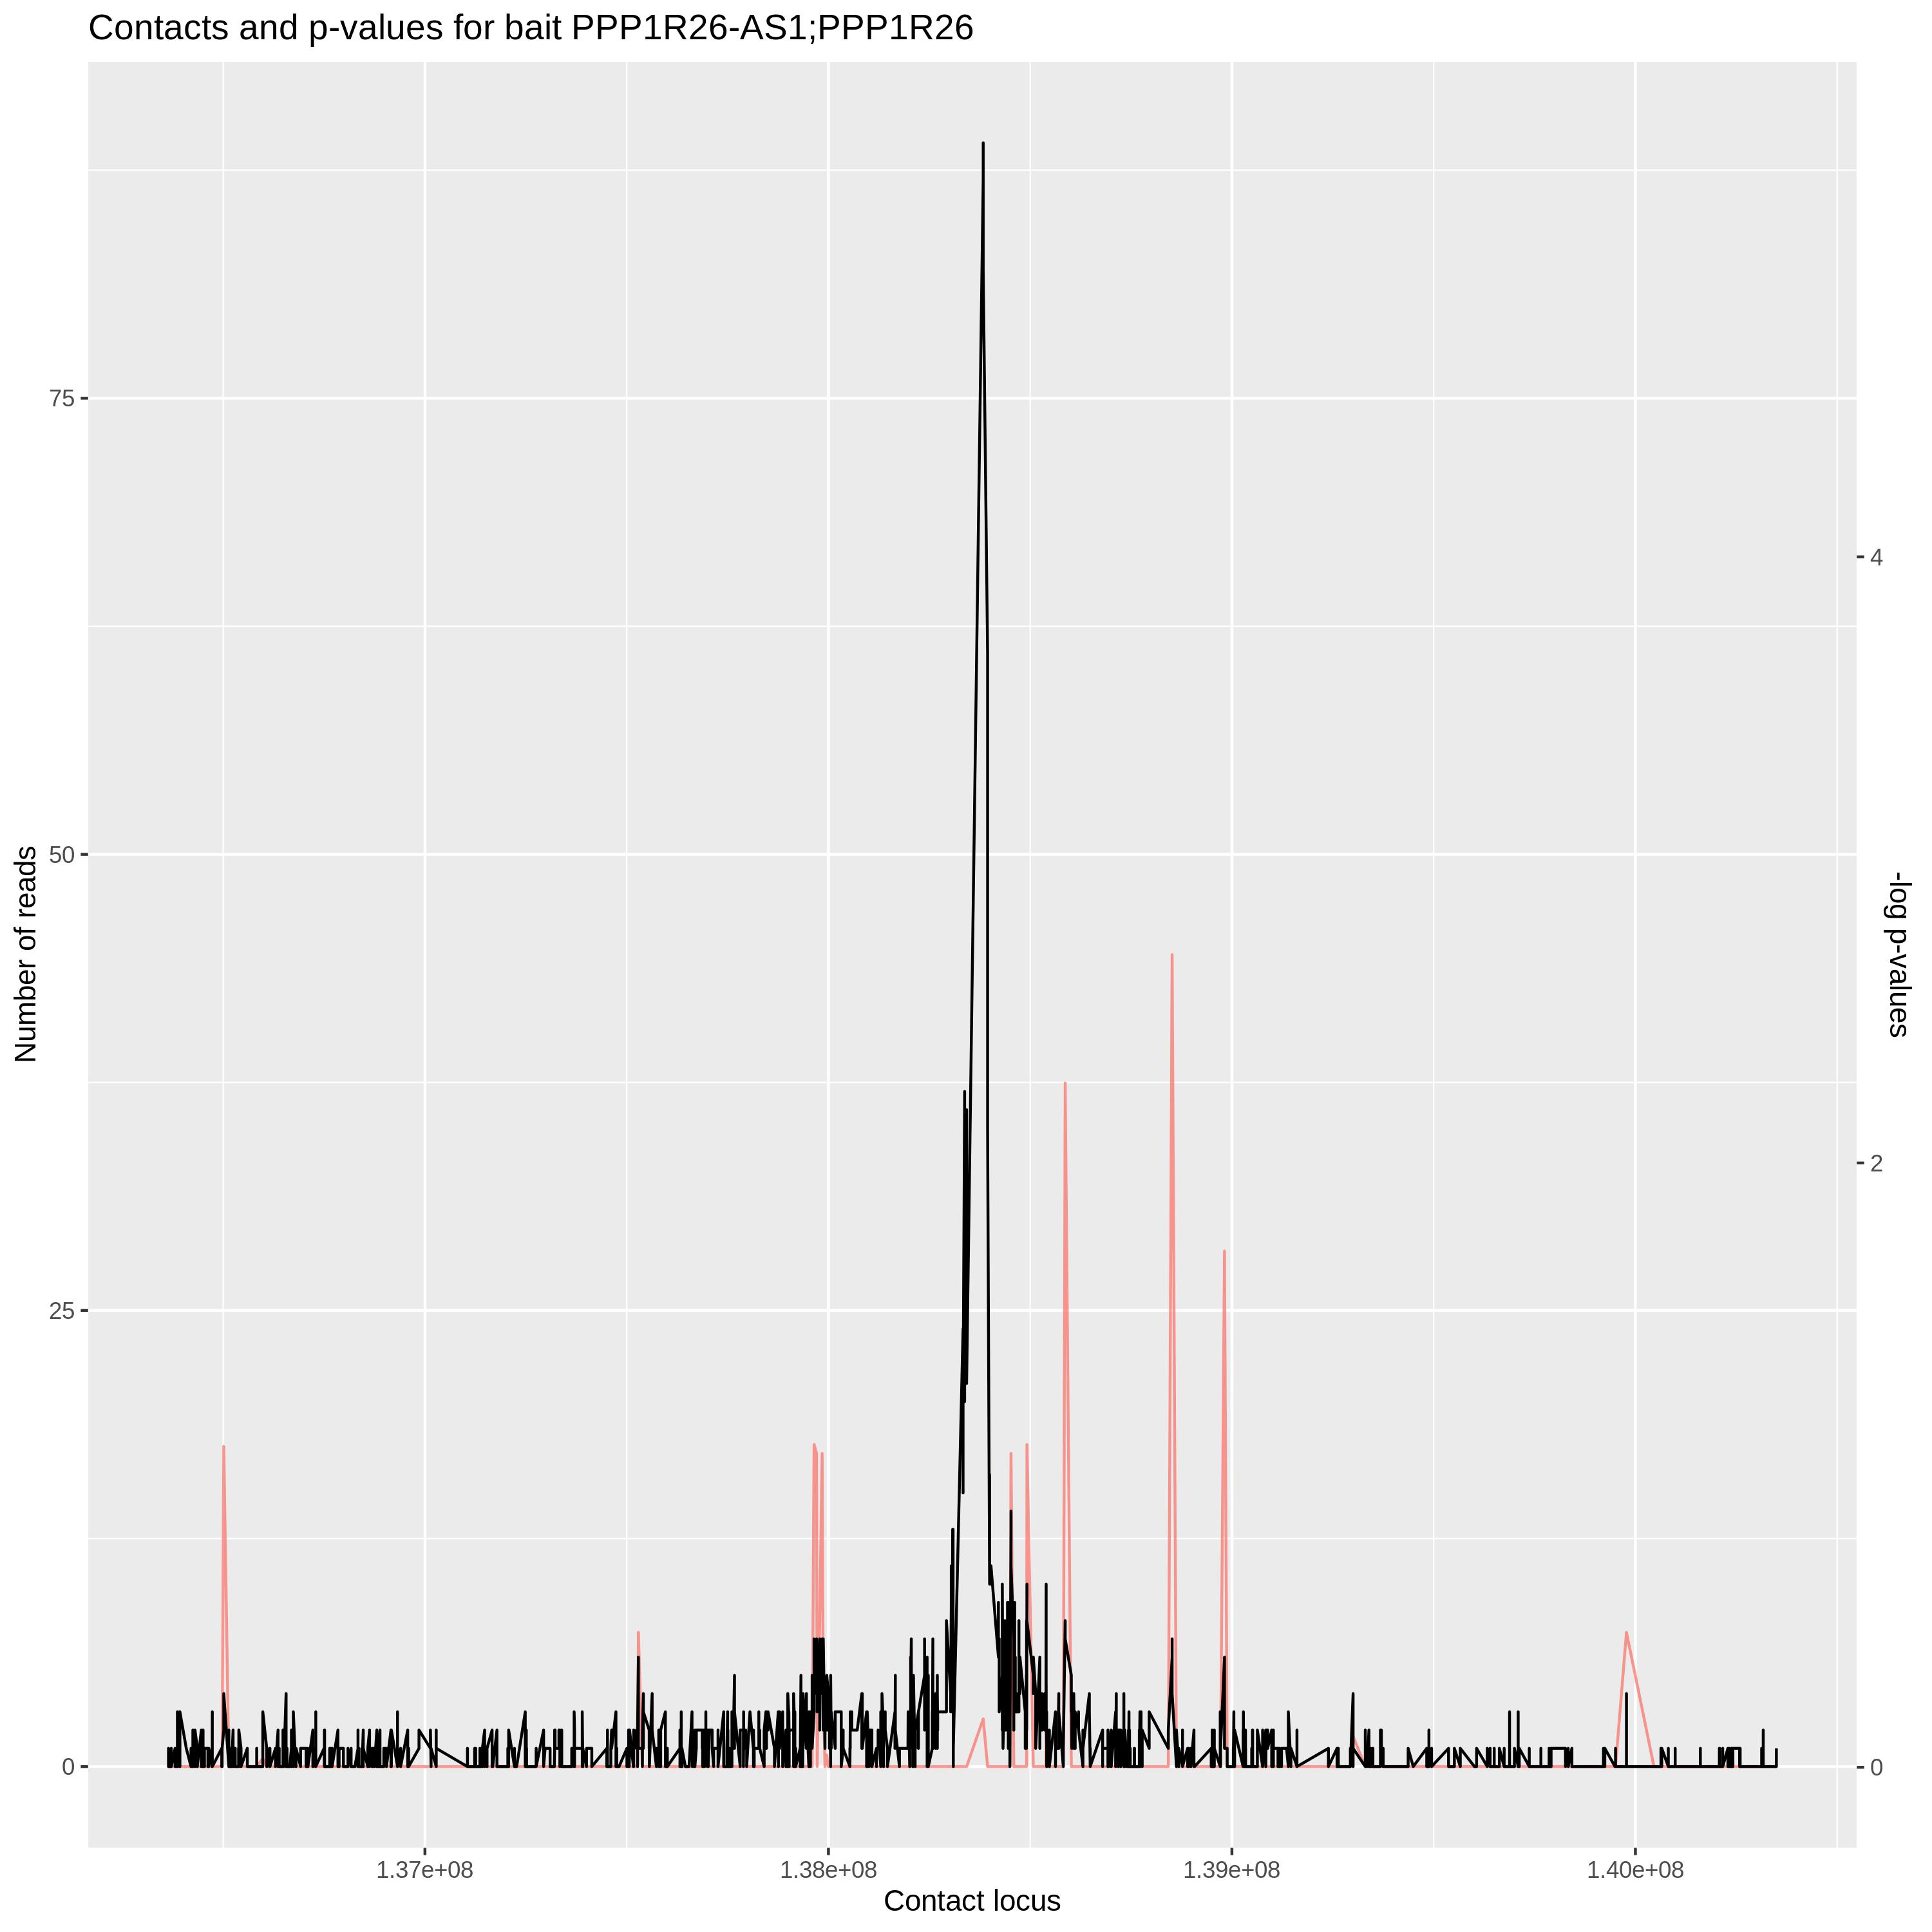 Contacts and p-values for bait PPP1R26-AS1;PPP1R26
75
50
25
0
Number of reads
4
2
0
-log p-values
1.37e+08
1.38e+08
1.39e+08
1.40e+08
Contact locus